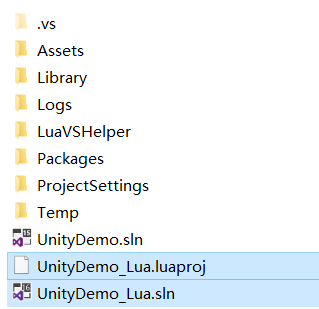 .vs
Assets
Library
Logs
LuaVSHelper
Packages
ProjectSettings
Temp
UnityDemo.sln
UnityDemo_Lua.luaproj
UnityDemo_Lua.sln